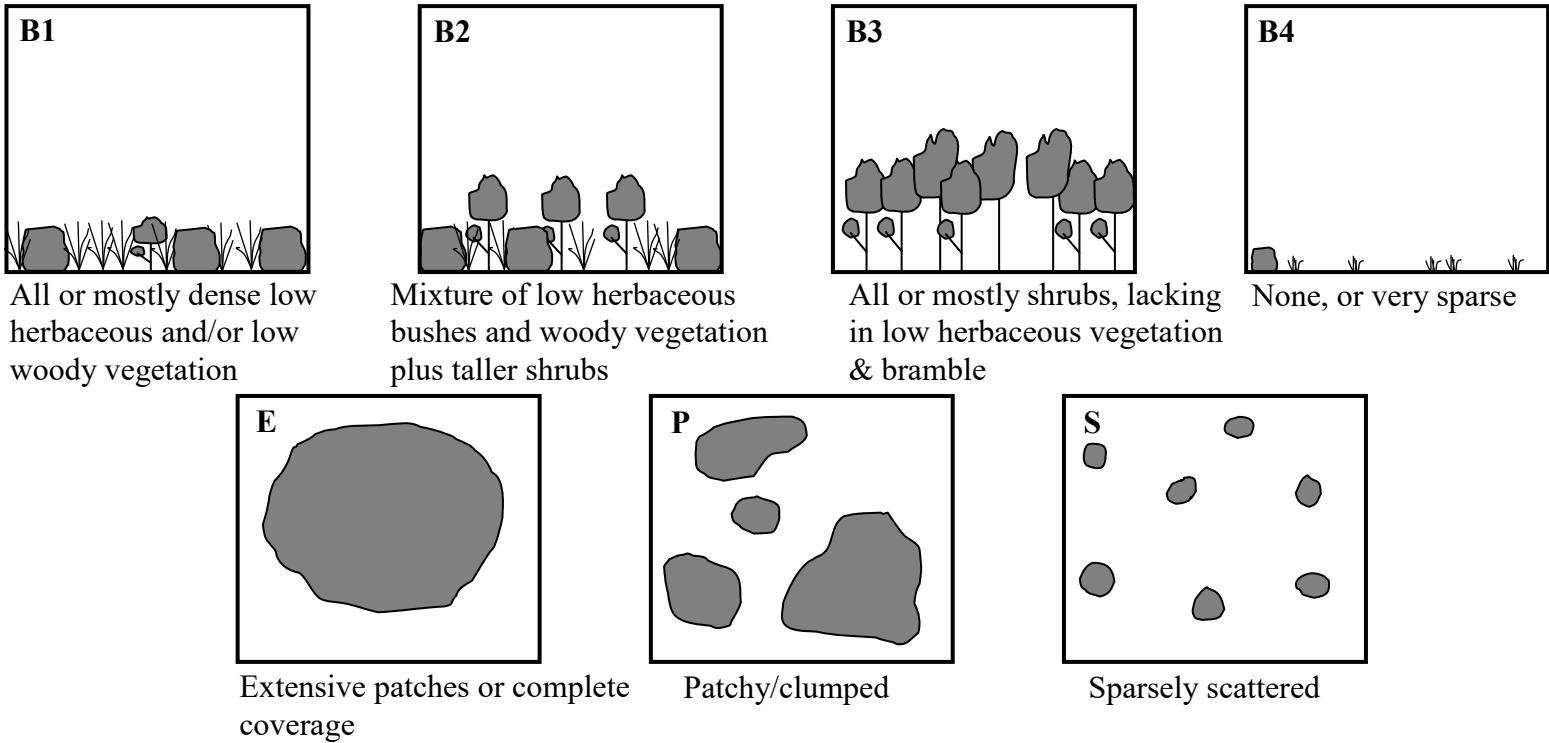 B1
B2
B3
B4
All or mostly dense low
herbaceous and/or low
woody vegetation
Mixture of low herbaceous
bushes and woody vegetation
plus taller shrubs
All or mostly shrubs, lacking
in low herbaceous vegetation
& bramble
None, or very sparse
E
P
S
Extensive patches or complete
coverage
Patchy/clumped
Sparsely scattered